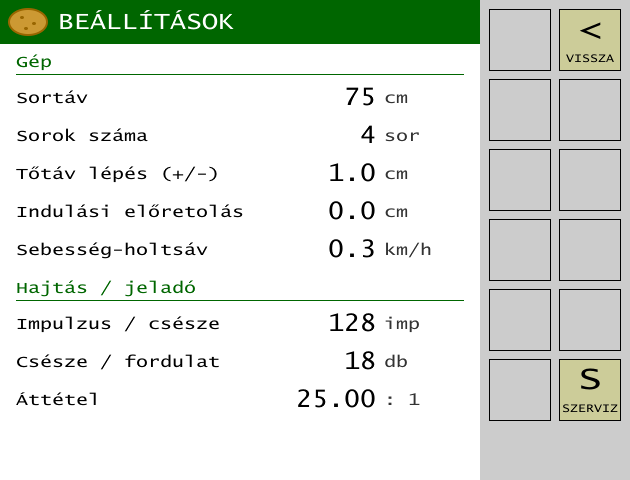 BEÁLLÍTÁSOK
<
VISSZA
Gép
Sortáv 75 cm
Sorok száma 4 sor
Tőtáv lépés (+/-) 1.0 cm
Indulási előretolás 0.0 cm
Sebesség-holtsáv 0.3 km/h
Hajtás / jeladó
Impulzus / csésze 128 imp
Csésze / fordulat 18 db
Áttétel 25.00 : 1
S
SZERVIZ